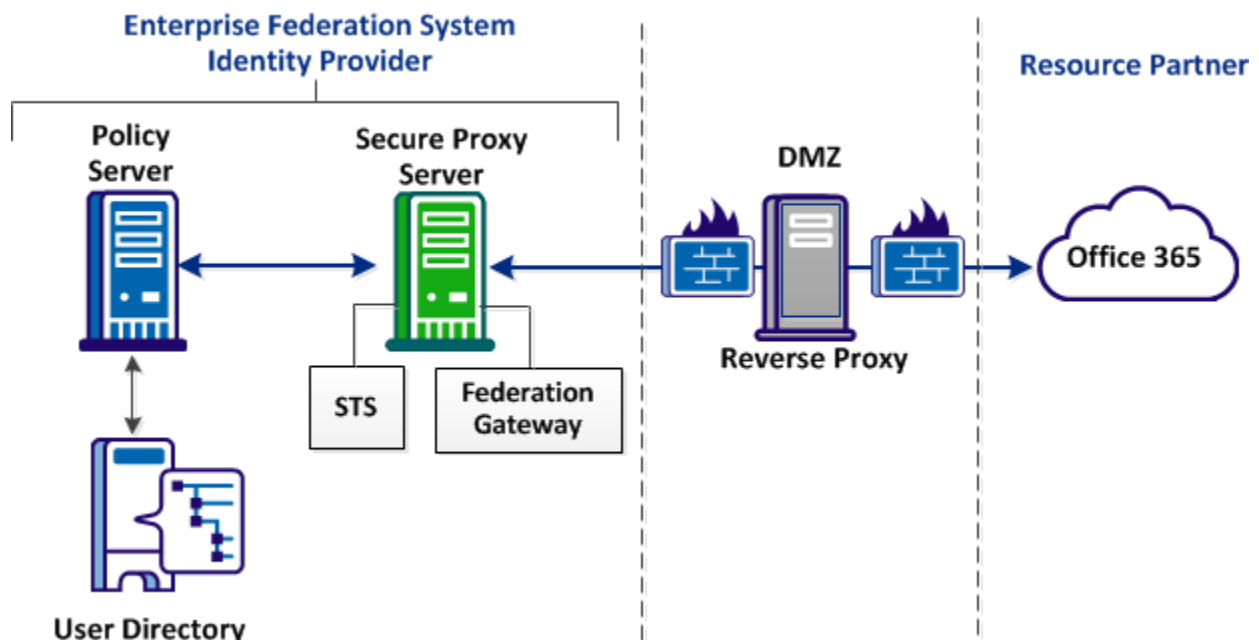 Enterprise Federation System
Identity Provider
Resource Partner
Policy
Server
Secure Proxy
Server
DMZ
Office 365
Reverse Proxy
STS
Federation
Gateway
User Directory